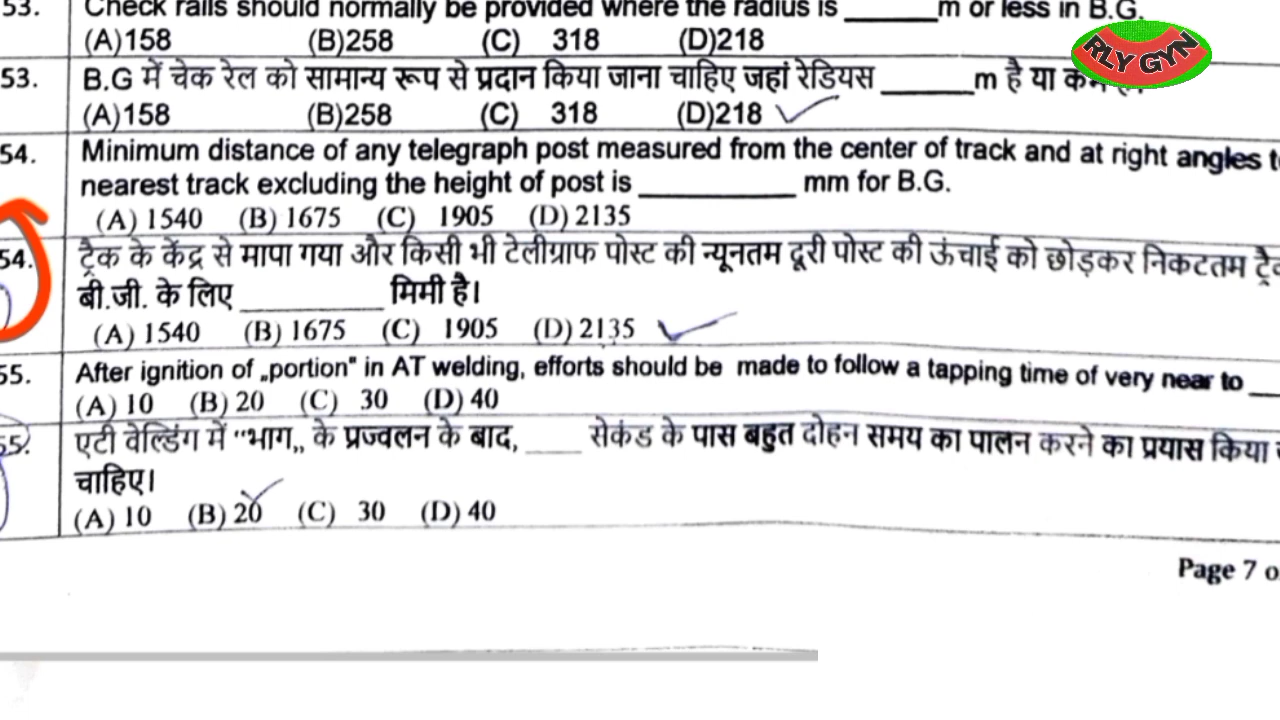 53. Check rails should normally be provided where the radius is ______m or less in B.G.
(A)158 (B)258 (C) 318 (D)218
RLY GYN
53. B.G में चेक रेल को सामान्य रूप से प्रदान किया जाना चाहिए जहां रेडियस ______m है या कम
(A)158 (B)258 (C) 318 (D)218
54. Minimum distance of any telegraph post measured from the center of track and at right angles
nearest track excluding the height of post is __________ mm for B.G.
(A) 1540 (B) 1675 (C) 1905 (D) 2135
54. ट्रैक के केंद्र से मापा गया और किसी भी टेलीग्राफ पोस्ट की न्यूनतम दूरी पोस्ट की ऊंचाई को छोड़कर निकटतम
बी.जी. के लिए __________ मिमी है।
(A) 1540 (B) 1675 (C) 1905 (D) 2135
55. After ignition of „portion" in AT welding, efforts should be made to follow a tapping time of very near to __
(A) 10 (B) 20 (C) 30 (D) 40
55. एटी वेल्डिंग में “भाग„ के प्रज्वलन के बाद, ____ सेकंड के पास बहुत दोहन समय का पालन करने का प्रयास किया
चाहिए।
(A) 10 (B) 20 (C) 30 (D) 40
Page 7